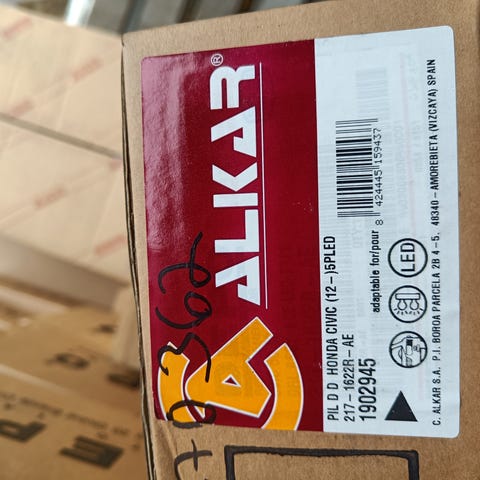 ALKAR®
362
PIL D D HONDA CIVIC (12-)5PLED
217-1622R-AE
1902945
8 424445 159437
adaptable for/pour
LED
C. ALKAR S.A. P.I. BOROA PARCELA 2B 4-5. 48340-AMOREBIETA (VIZCAYA) SPAIN